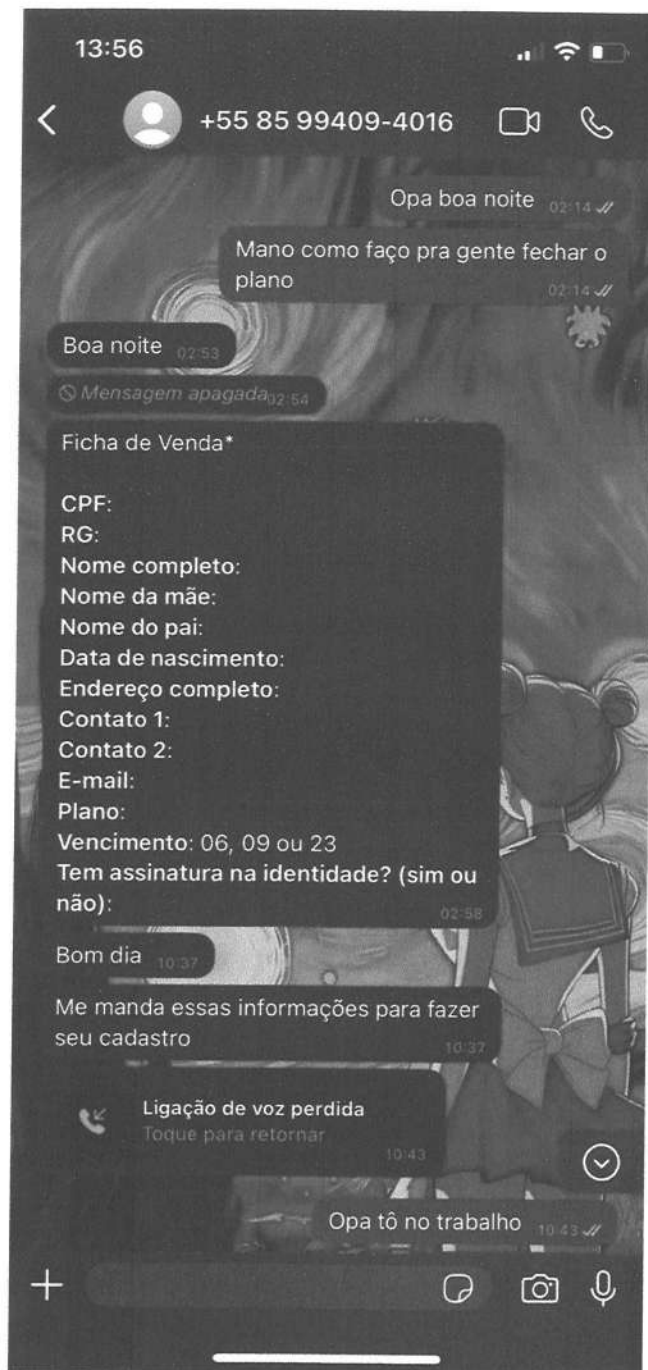 13:56
+55 85 99409-4016
Opa boa noite 02:14
Mano como faço pra gente fechar o
plano 02:14
Boa noite 02:53
Mensagem apagada 02:54
Ficha de Venda*
CPF:
RG:
Nome completo:
Nome da mãe:
Nome do pai:
Data de nascimento:
Endereço completo:
Contato 1:
Contato 2:
E-mail:
Plano:
Vencimento: 06, 09 ou 23
Tem assinatura na identidade? (sim ou
não): 02:58
Bom dia 10:37
Me manda essas informações para fazer
seu cadastro 10:37
Ligação de voz perdida
Toque para retornar 10:43
Opa tô no trabalho 10:43